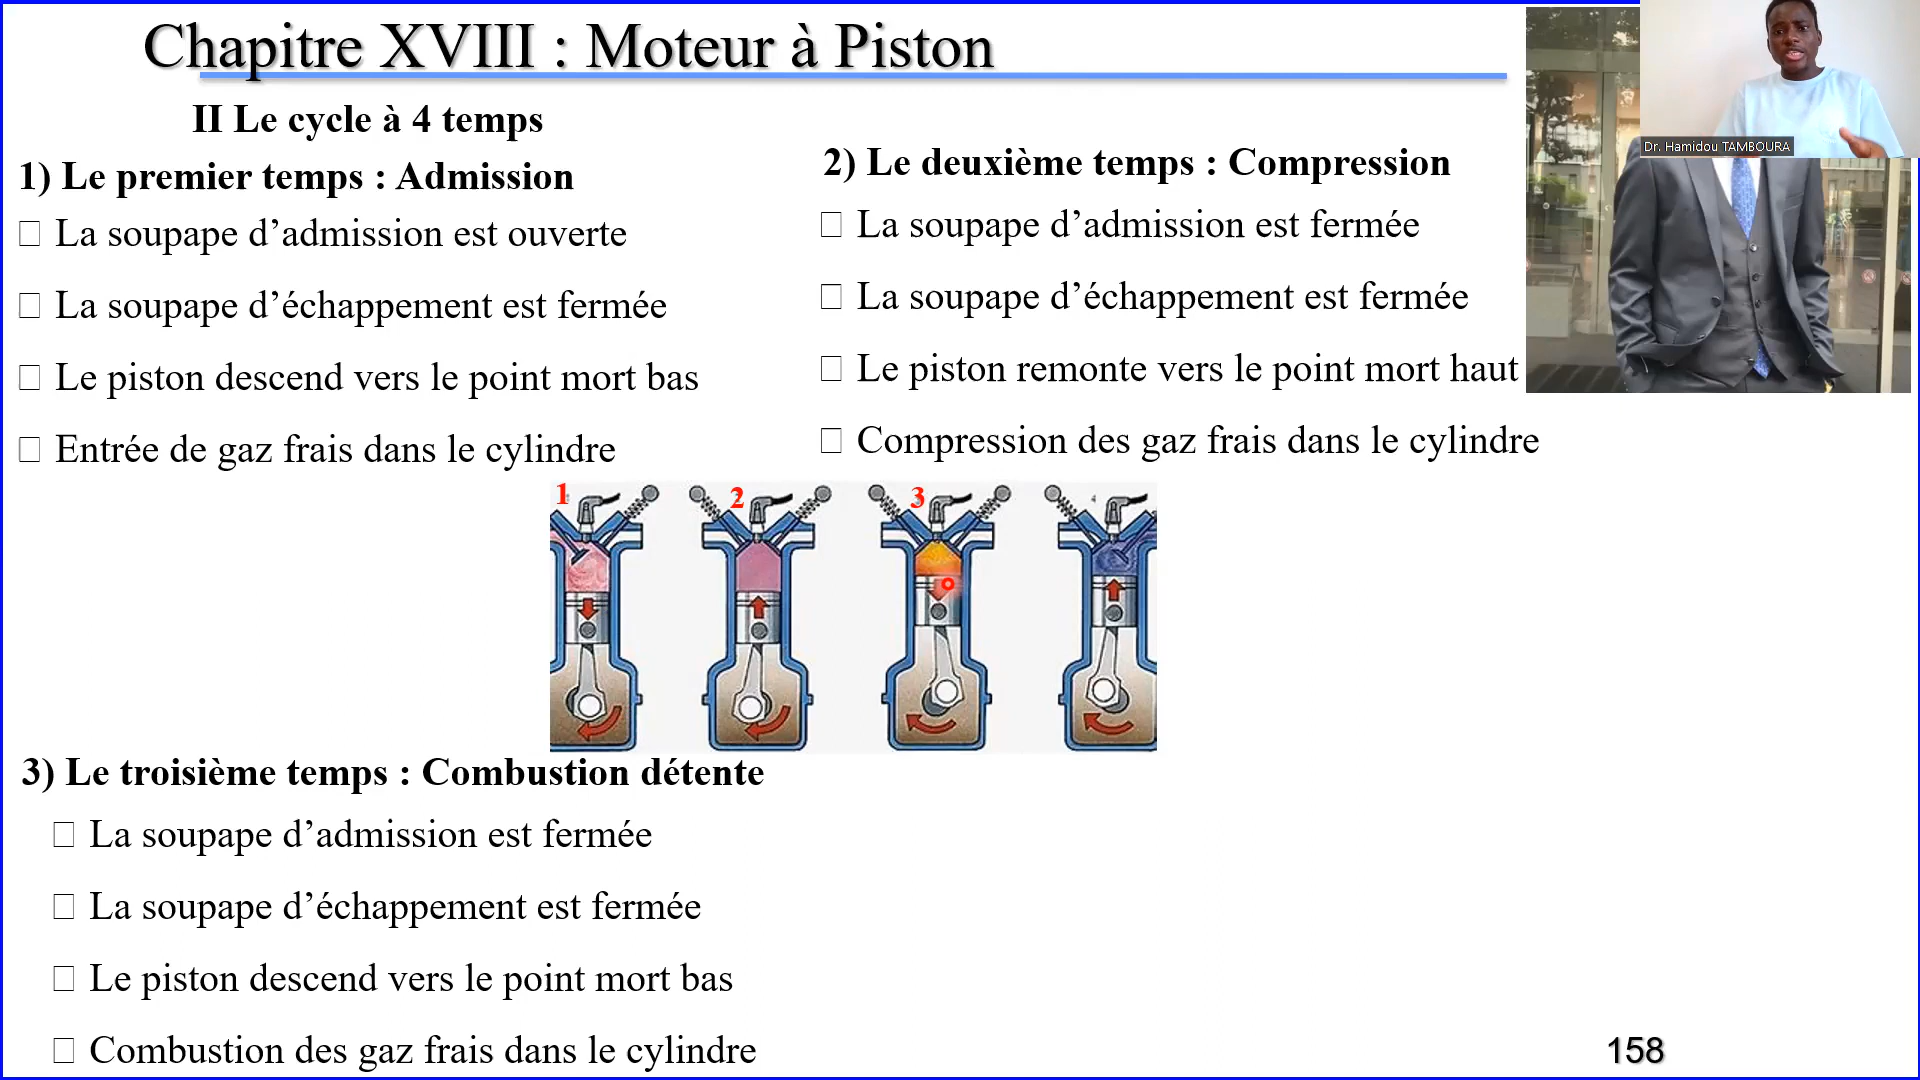 Chapitre XVIII : Moteur à Piston
Dr. Hamidou TAMBOURA
II Le cycle à 4 temps
1) Le premier temps : Admission
La soupape d’admission est ouverte
La soupape d’échappement est fermée
Le piston descend vers le point mort bas
Entrée de gaz frais dans le cylindre
2) Le deuxième temps : Compression
La soupape d’admission est fermée
La soupape d’échappement est fermée
Le piston remonte vers le point mort haut
Compression des gaz frais dans le cylindre
1 2 3 4
3) Le troisième temps : Combustion détente
La soupape d’admission est fermée
La soupape d’échappement est fermée
Le piston descend vers le point mort bas
Combustion des gaz frais dans le cylindre
158